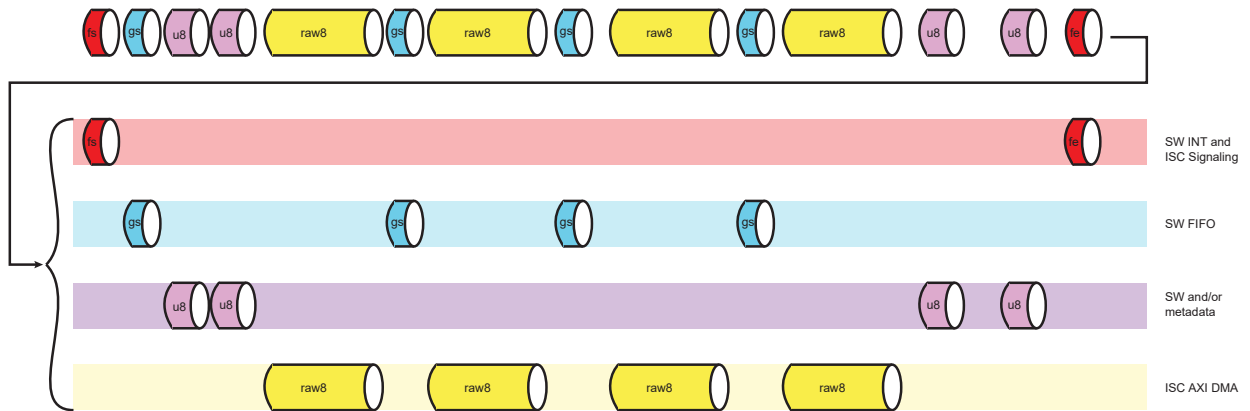 fs gs u8 u8 raw8 gs raw8 gs raw8 gs raw8 u8 u8 fe
fs fe SW INT and
ISC Signaling
gs gs gs gs SW FIFO
u8 u8 u8 u8 SW and/or
metadata
raw8 raw8 raw8 raw8 ISC AXI DMA